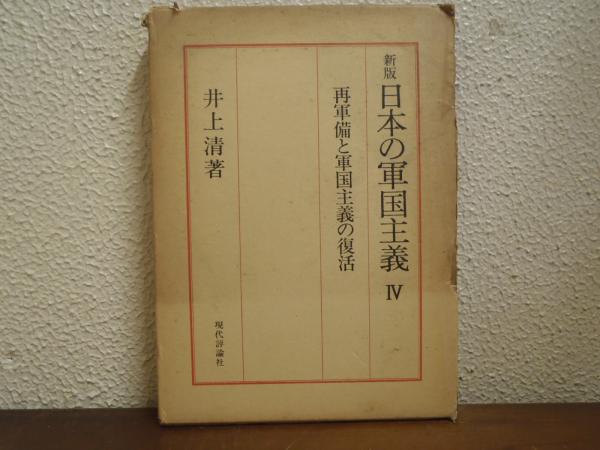 新版 日本の軍国主義 Ⅳ
再軍備と軍国主義の復活
井上清著
現代評論社